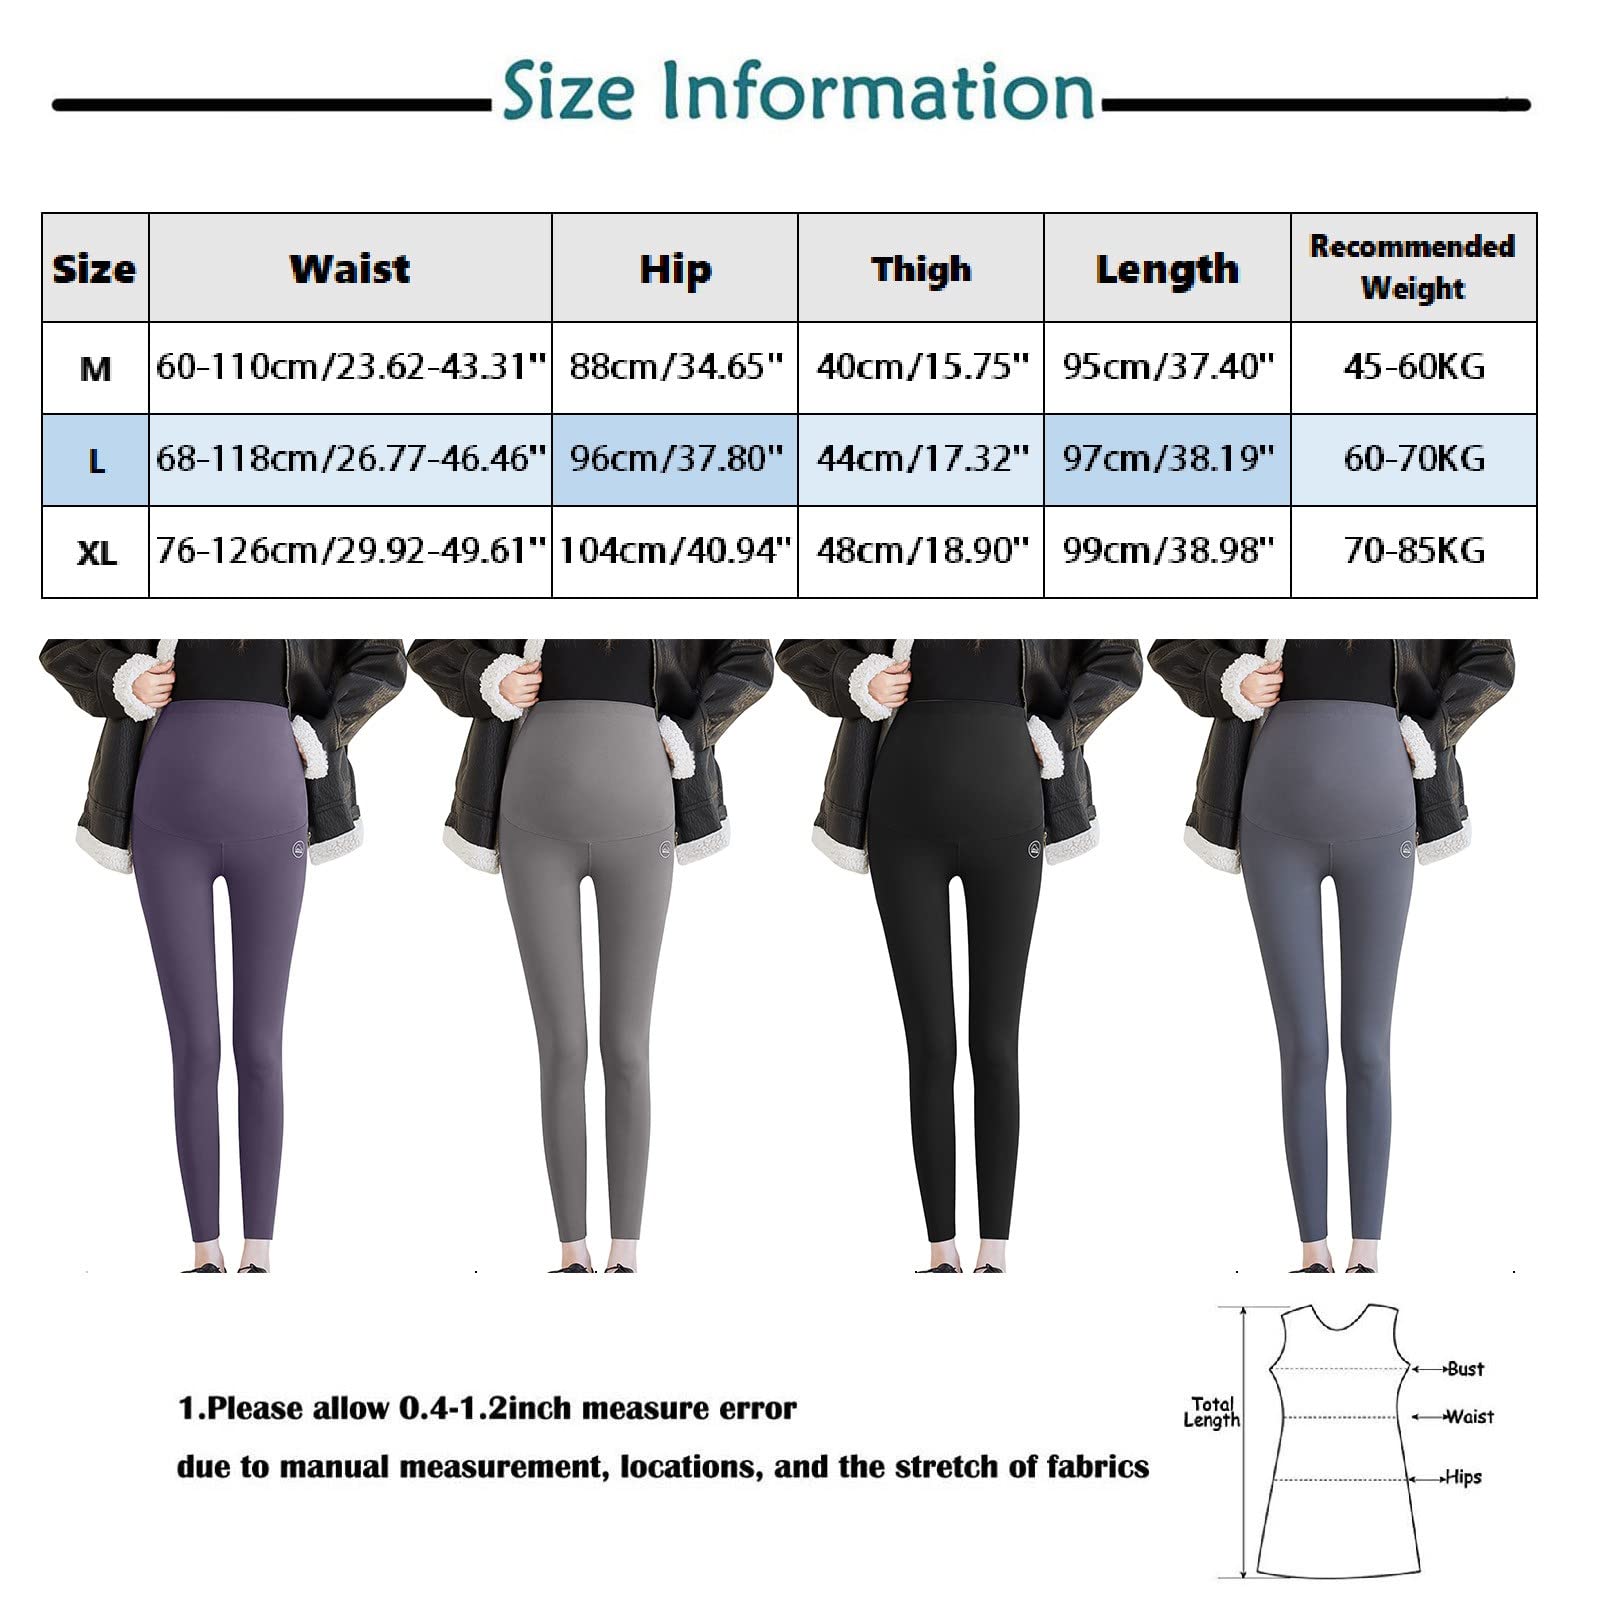 Size Information
Size Waist Hip Thigh Length Recommended Weight
M 60-110cm/23.62-43.31" 88cm/34.65" 40cm/15.75" 95cm/37.40" 45-60KG
L 68-118cm/26.77-46.46" 96cm/37.80" 44cm/17.32" 97cm/38.19" 60-70KG
XL 76-126cm/29.92-49.61" 104cm/40.94" 48cm/18.90" 99cm/38.98" 70-85KG
1.Please allow 0.4-1.2inch measure error
due to manual measurement, locations, and the stretch of fabrics
Total
Length
Bust
Waist
Hips